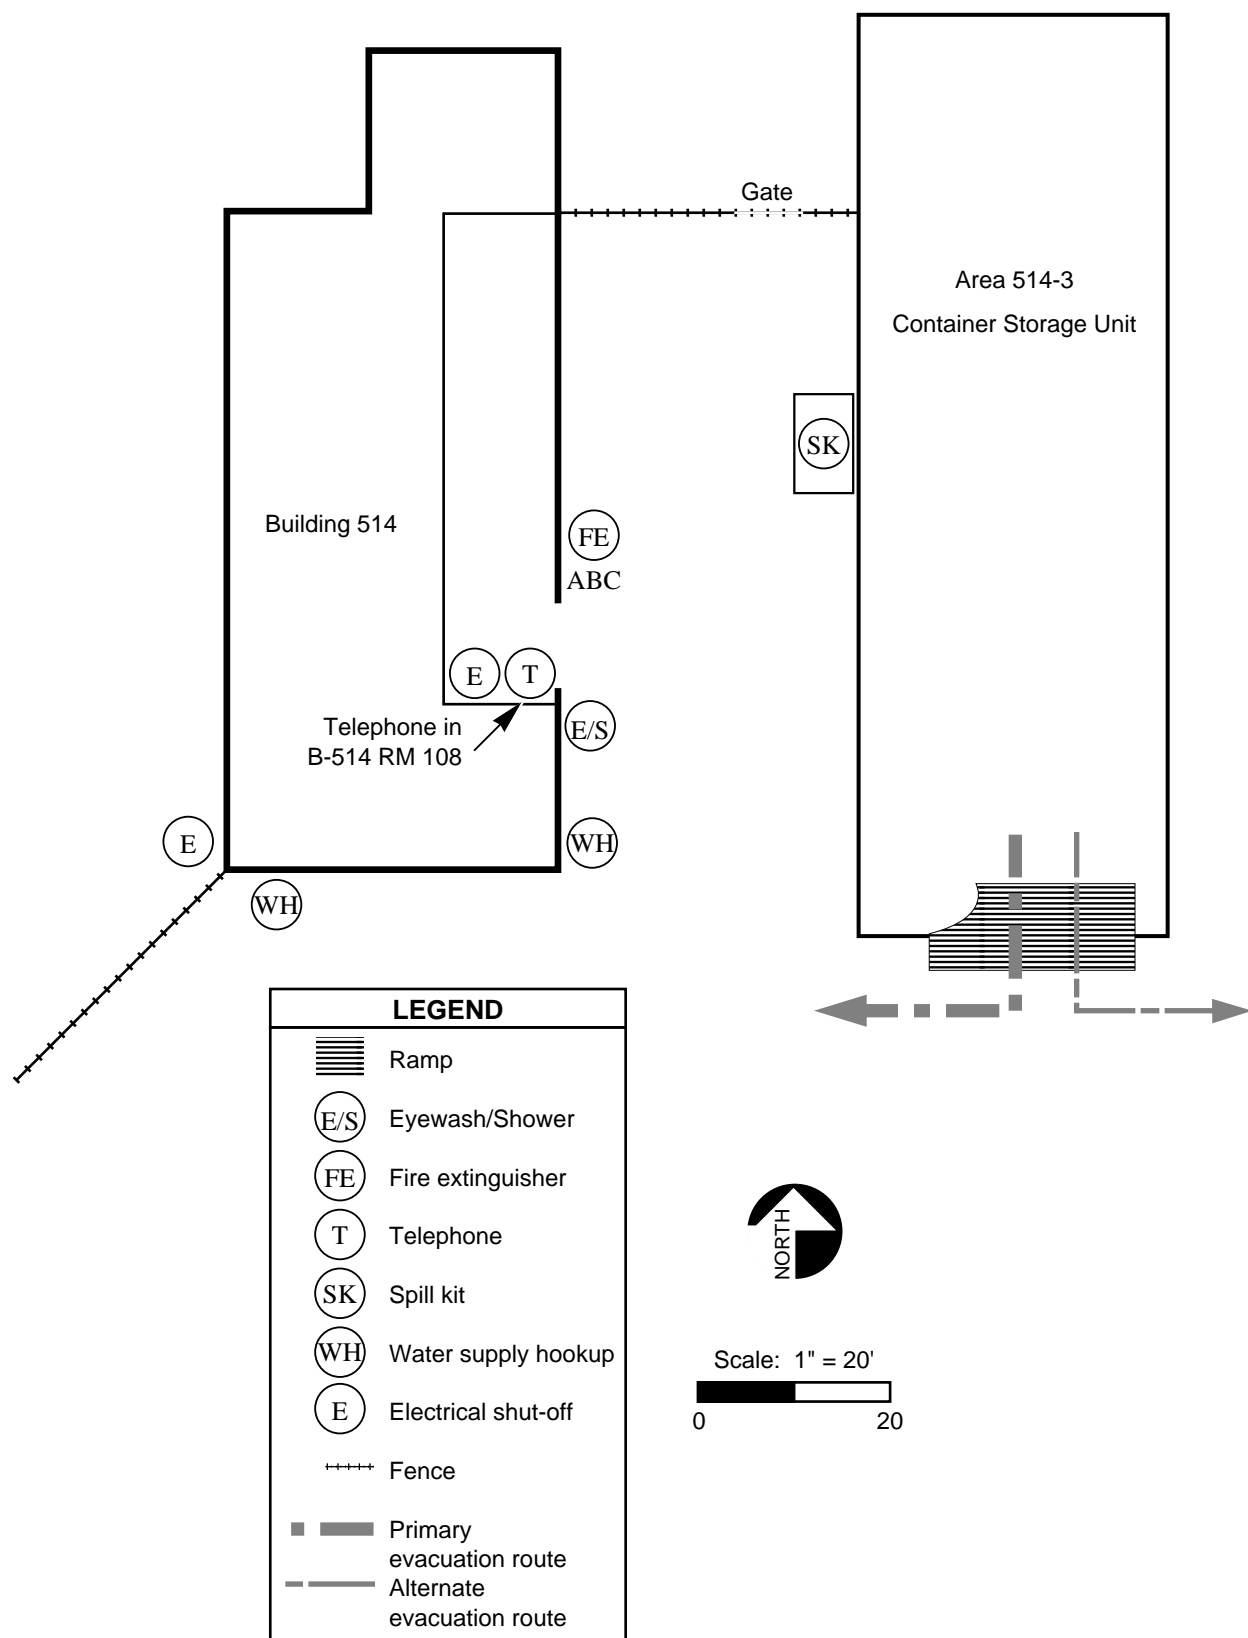 Gate
Area 514-3
Container Storage Unit
SK
Building 514
FE
ABC
E
T
Telephone in
B-514 RM 108
E/S
E
WH
WH
LEGEND
Ramp
E/S Eyewash/Shower
FE Fire extinguisher
T Telephone
SK Spill kit
WH Water supply hookup
E Electrical shut-off
Fence
Primary
evacuation route
Alternate
evacuation route
NORTH
Scale: 1" = 20'
0 20